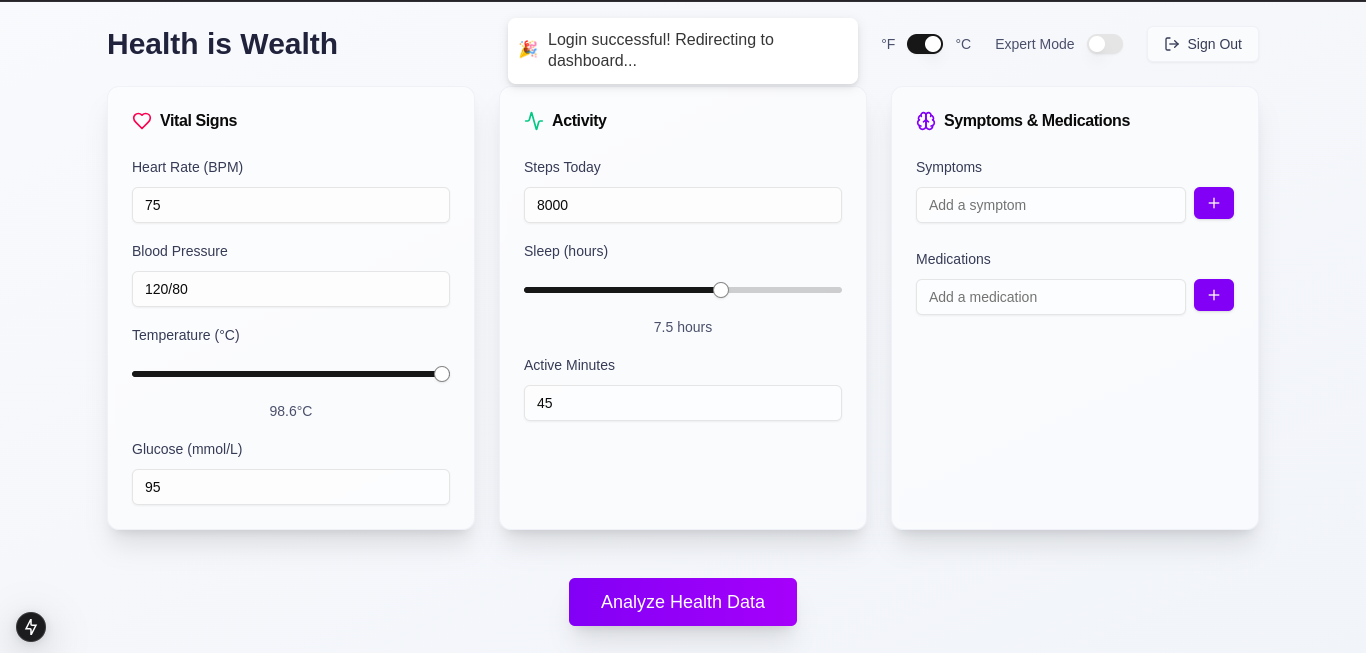 Health is Wealth
🎉 Login successful! Redirecting to
dashboard...
°F
°C
Expert Mode
Sign Out
Vital Signs
Heart Rate (BPM)
75
Blood Pressure
120/80
Temperature (°C)
98.6°C
Glucose (mmol/L)
95
Activity
Steps Today
8000
Sleep (hours)
7.5 hours
Active Minutes
45
Symptoms & Medications
Symptoms
Add a symptom
Medications
Add a medication
Analyze Health Data